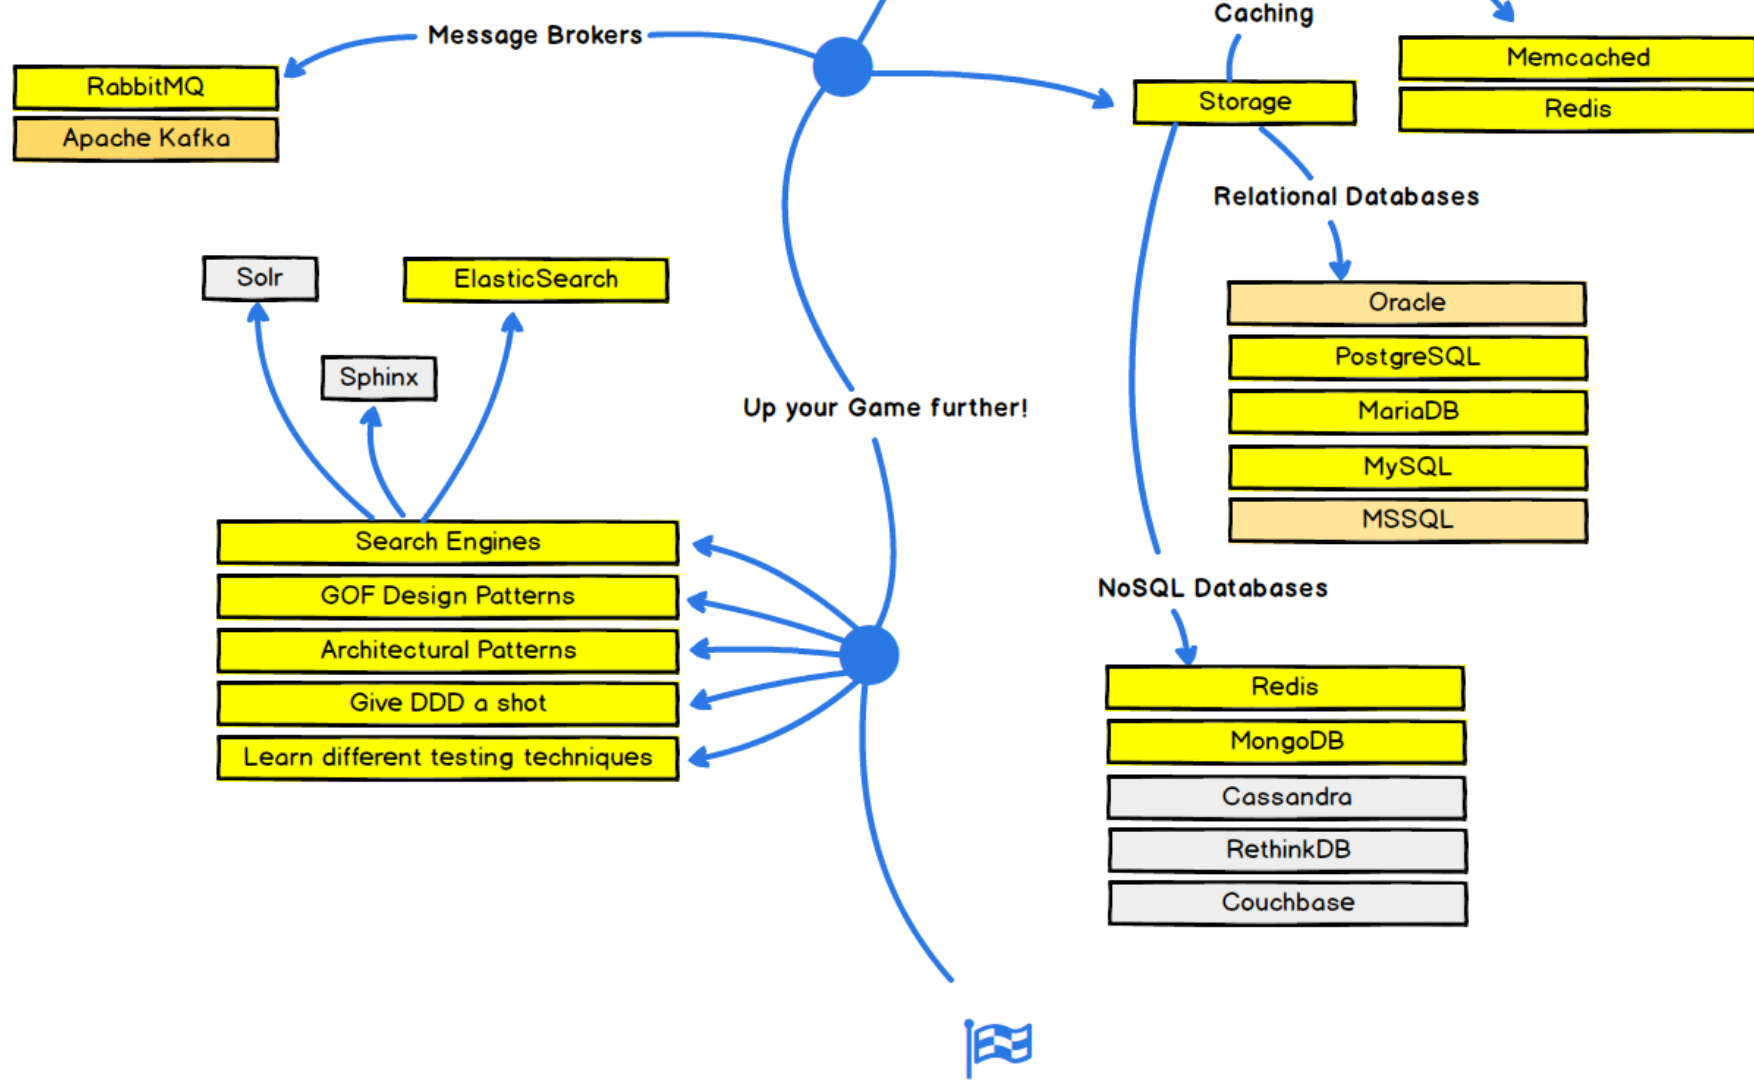 Caching
Message Brokers
RabbitMQ
Apache Kafka
Storage
Memcached
Redis
Relational Databases
Oracle
PostgreSQL
MariaDB
MySQL
MSSQL
Solr
ElasticSearch
Sphinx
Up your Game further!
Search Engines
GOF Design Patterns
Architectural Patterns
Give DDD a shot
Learn different testing techniques
NoSQL Databases
Redis
MongoDB
Cassandra
RethinkDB
Couchbase